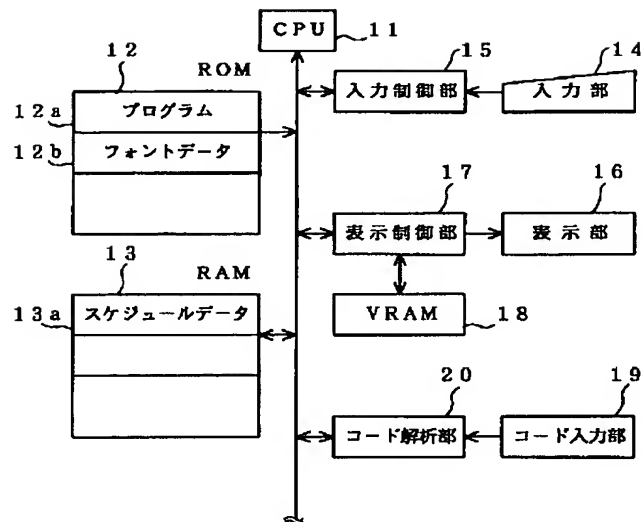 CPU
11
12
ROM
12a
プログラム
12b
フォントデータ
15
入力制御部
14
入力部
17
表示制御部
16
表示部
VRAM
18
13
RAM
13a
スケジュールデータ
20
コード解析部
19
コード入力部